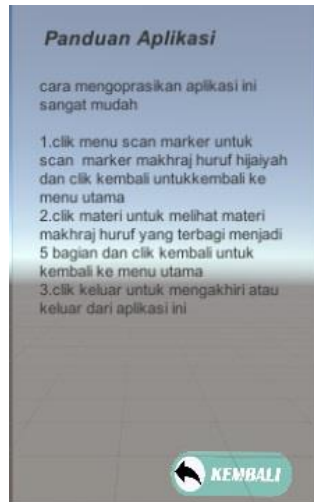 Panduan Aplikasi
cara mengoprasikan aplikasi ini
sangat mudah
1.clik menu scan marker untuk
scan marker makhraj huruf hijaiyah
dan clik kembali untukkembali ke
menu utama
2.clik materi untuk melihat materi
makhraj huruf yang terbagi menjadi
5 bagian dan clik kembali untuk
kembali ke menu utama
3.clik keluar untuk mengakhiri atau
keluar dari aplikasi ini
KEMBALI